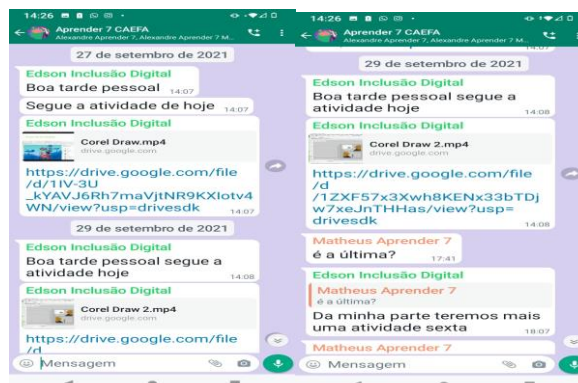 14:26
Aprender 7 CAEFA
Alexandre Aprender 7, Alexandre Aprender 7 M...
27 de setembro de 2021
Edson Inclusão Digital
Boa tarde pessoal 14:07
Segue a atividade de hoje 14:07
Edson Inclusão Digital
Corel Draw.mp4
drive.google.com
https://drive.google.com/file
/d/1IV-3U
_kYAVJ6Rh7maVjtNR9KXIotv4
WN/view?usp=drivesdk
14:07
29 de setembro de 2021
Edson Inclusão Digital
Boa tarde pessoal segue a
atividade hoje 14:08
Edson Inclusão Digital
Corel Draw 2.mp4
drive.google.com
https://drive.google.com/file
/d
Mensagem
14:26
Aprender 7 CAEFA
Alexandre Aprender 7, Alexandre Aprender 7 M...
14:07
29 de setembro de 2021
Edson Inclusão Digital
Boa tarde pessoal segue a
atividade hoje 14:08
Edson Inclusão Digital
Corel Draw 2.mp4
drive.google.com
https://drive.google.com/file
/d
/1ZXF57x3Xwh8KENx33bTDj
w7xeJnTHHas/view?usp=
drivesdk 14:08
Matheus Aprender 7
é a última? 17:41
Edson Inclusão Digital
Matheus Aprender 7
é a última?
Da minha parte teremos mais
uma atividade sexta 18:07
Matheus Aprender 7
Mensagem